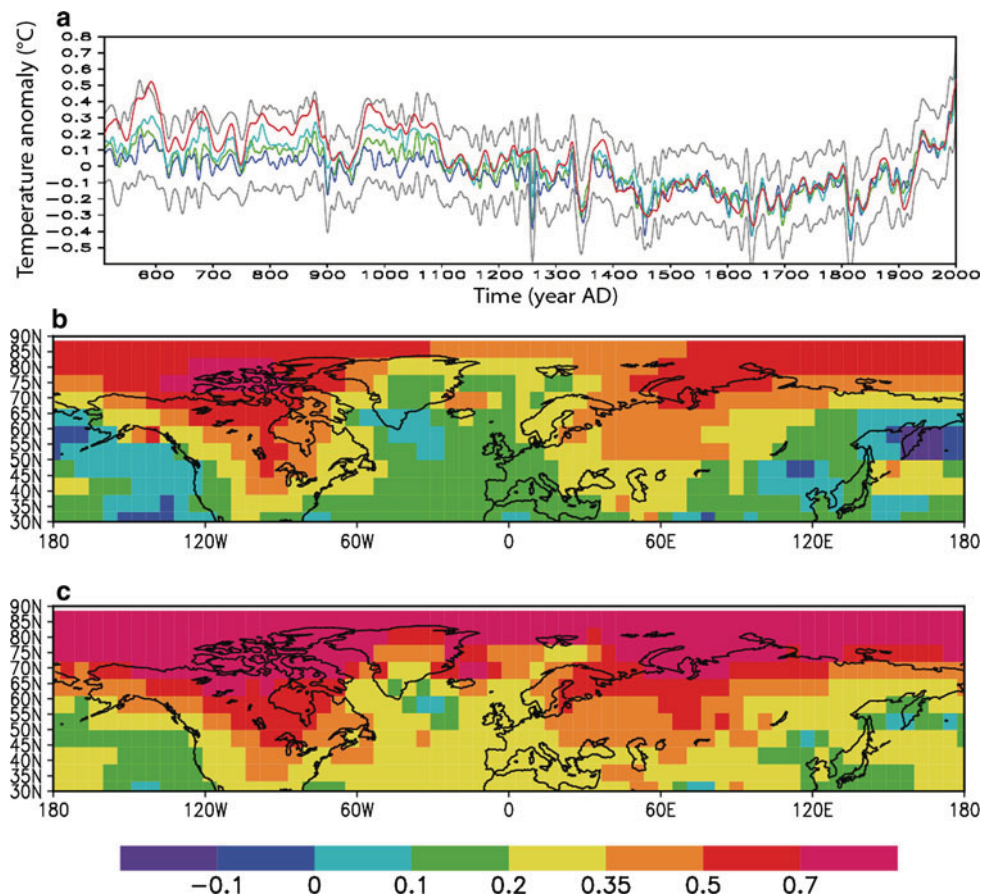 a
Temperature anomaly (°C)
0.8
0.7
0.6
0.5
0.4
0.3
0.2
0.1
0
−0.1
−0.2
−0.3
−0.4
−0.5
600 700 800 900 1000 1100 1200 1300 1400 1500 1600 1700 1800 1900 2000
Time (year AD)
b
90N
85N
80N
75N
70N
65N
60N
55N
50N
45N
40N
35N
30N
180 120W 60W 0 60E 120E 180
c
90N
85N
80N
75N
70N
65N
60N
55N
50N
45N
40N
35N
30N
180 120W 60W 0 60E 120E 180
−0.1 0 0.1 0.2 0.35 0.5 0.7